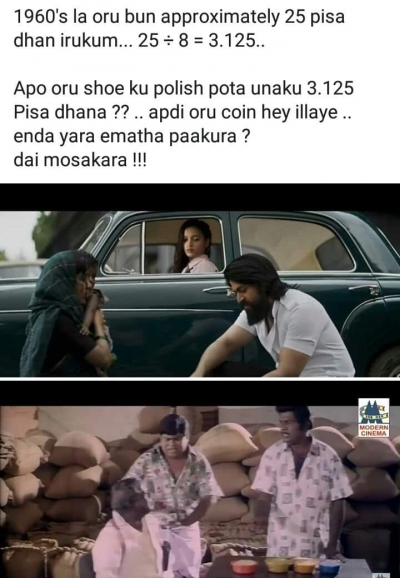 1960's la oru bun approximately 25 pisa
dhan irukum... 25 ÷ 8 = 3.125..
Apo oru shoe ku polish pota unaku 3.125
Pisa dhana ?? .. apdi oru coin hey illaye ..
enda yara ematha paakura ?
dai mosakara !!!
MODERN
CINEMA